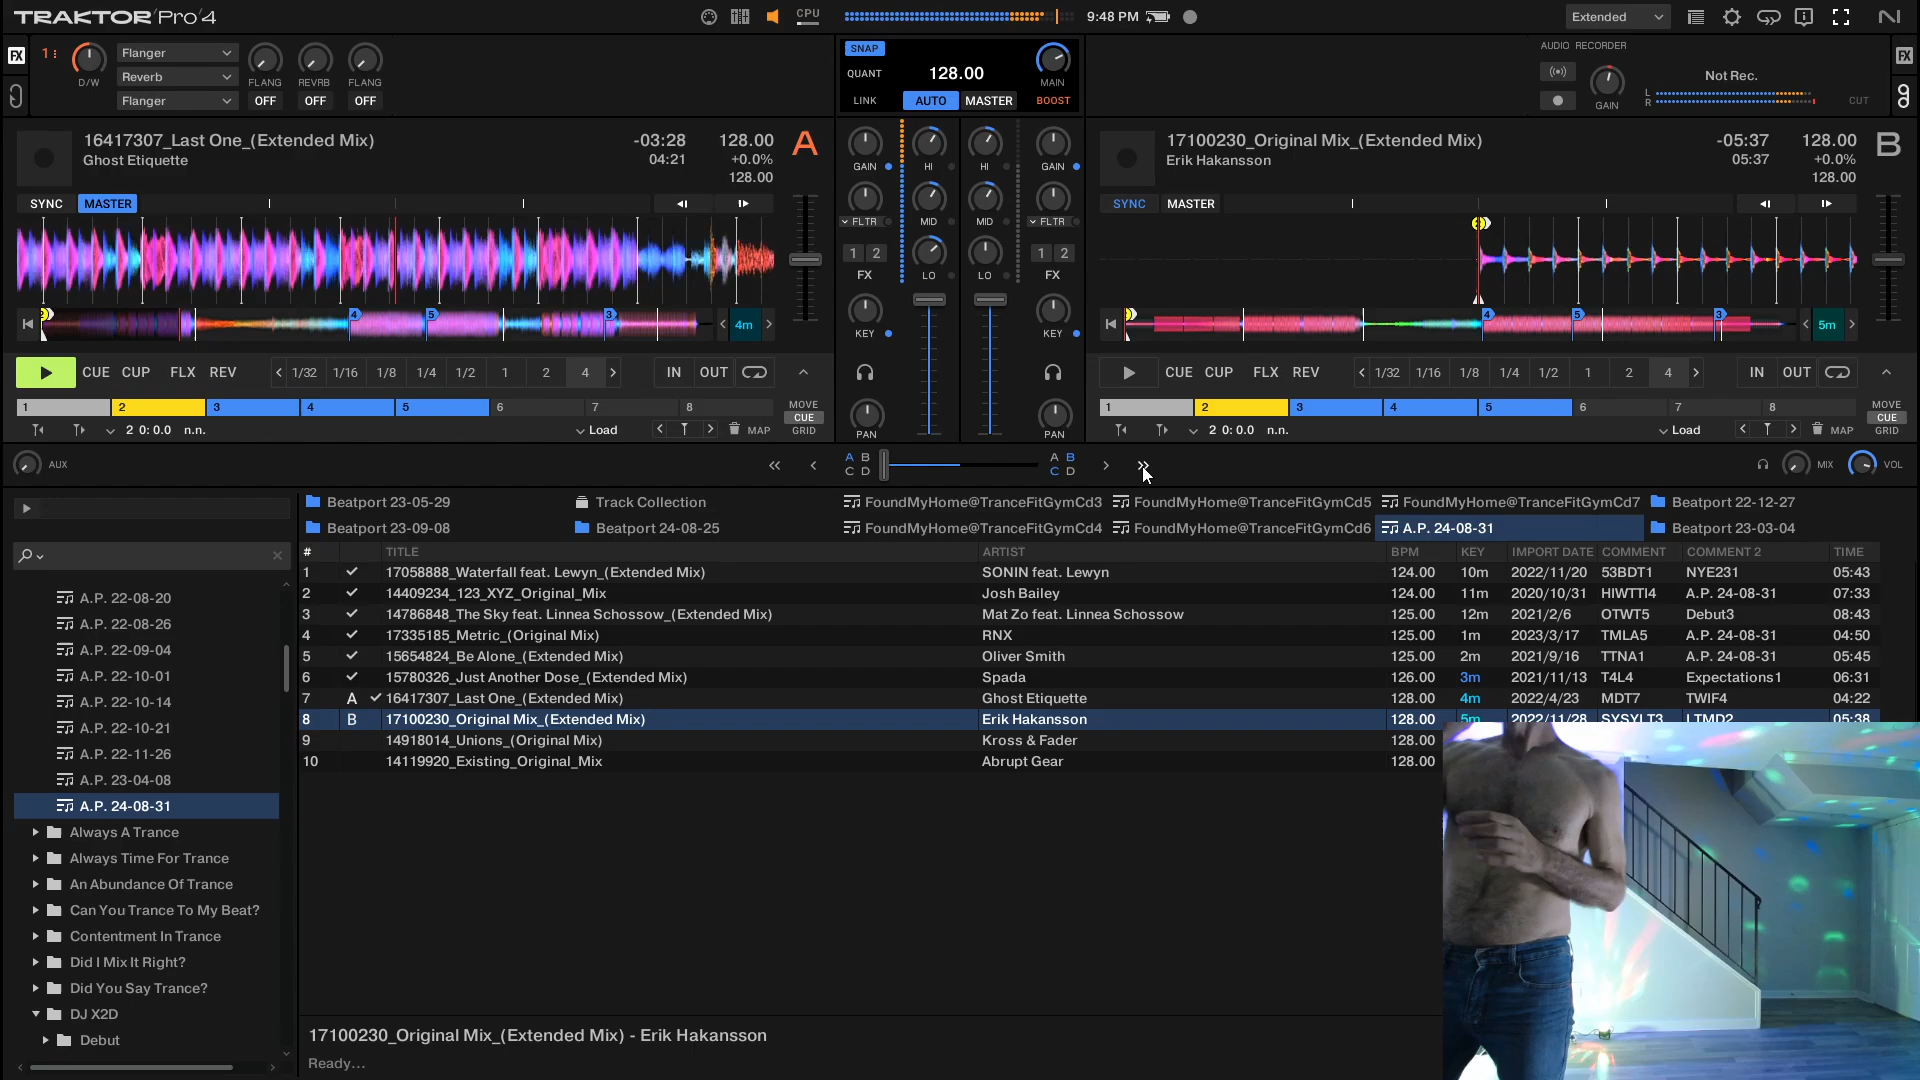 TRAKTOR PRO 4
CPU
9:48 PM
Extended
FX
1
D/W
Flanger
Reverb
Flanger
FLANG REVRB FLANG
OFF OFF OFF
SNAP
QUANT
LINK
128.00
AUTO MASTER
MAIN
BOOST
AUDIO RECORDER
GAIN
L
R
Not Rec.
CUT
FX
16417307_Last One_(Extended Mix)
Ghost Etiquette
-03:28
04:21
128.00
+0.0%
128.00
A
SYNC MASTER
4m
CUE CUP FLX REV
1/32 1/16 1/8 1/4 1/2 1 2 4
IN OUT
1 2 3 4 5 6 7 8
MOVE
CUE
GRID
2 0:0.0 n.n.
Load
MAP
GAIN HI HI GAIN
MID MID
FLTR FLTR
1 2 1 2
FX LO LO FX
KEY KEY
PAN PAN
17100230_Original Mix_(Extended Mix)
Erik Hakansson
-05:37
05:37
128.00
+0.0%
128.00
B
SYNC MASTER
5m
CUE CUP FLX REV
1/32 1/16 1/8 1/4 1/2 1 2 4
IN OUT
1 2 3 4 5 6 7 8
MOVE
CUE
GRID
2 0:0.0 n.n.
Load
MAP
AUX
A B
C D
A B
C D
MIX VOL
Beatport 23-05-29 Track Collection FoundMyHome@TranceFitGymCd3 FoundMyHome@TranceFitGymCd5 FoundMyHome@TranceFitGymCd7 Beatport 22-12-27
Beatport 23-09-08 Beatport 24-08-25 FoundMyHome@TranceFitGymCd4 FoundMyHome@TranceFitGymCd6 A.P. 24-08-31 Beatport 23-03-04
# TITLE ARTIST BPM KEY IMPORT DATE COMMENT COMMENT 2 TIME
1 17058888_Waterfall feat. Lewyn_(Extended Mix) SONIN feat. Lewyn 124.00 10m 2022/11/20 53BDT1 NYE231 05:43
2 14409234_123_XYZ_Original_Mix Josh Bailey 124.00 11m 2020/10/31 HIWTTI4 A.P. 24-08-31 07:33
3 14786848_The Sky feat. Linnea Schossow_(Extended Mix) Mat Zo feat. Linnea Schossow 125.00 12m 2021/2/6 OTWT5 Debut3 08:43
4 17335185_Metric_(Original Mix) RNX 125.00 1m 2023/3/17 TMLA5 A.P. 24-08-31 04:50
5 15654824_Be Alone_(Extended Mix) Oliver Smith 125.00 2m 2021/9/16 TTNA1 A.P. 24-08-31 05:45
6 15780326_Just Another Dose_(Extended Mix) Spada 126.00 3m 2021/11/13 T4L4 Expectations1 06:31
7 A 16417307_Last One_(Extended Mix) Ghost Etiquette 128.00 4m 2022/4/23 MDT7 TWIF4 04:22
8 B 17100230_Original Mix_(Extended Mix) Erik Hakansson 128.00 5m 2022/11/28 SYSYLT3 LTMD2 05:38
9 14918014_Unions_(Original Mix) Kross & Fader 128.00
10 14119920_Existing_Original_Mix Abrupt Gear 128.00
A.P. 22-08-20
A.P. 22-08-26
A.P. 22-09-04
A.P. 22-10-01
A.P. 22-10-14
A.P. 22-10-21
A.P. 22-11-26
A.P. 23-04-08
A.P. 24-08-31
Always A Trance
Always Time For Trance
An Abundance Of Trance
Can You Trance To My Beat?
Contentment In Trance
Did I Mix It Right?
Did You Say Trance?
DJ X2D
Debut
17100230_Original Mix_(Extended Mix) - Erik Hakansson
Ready...